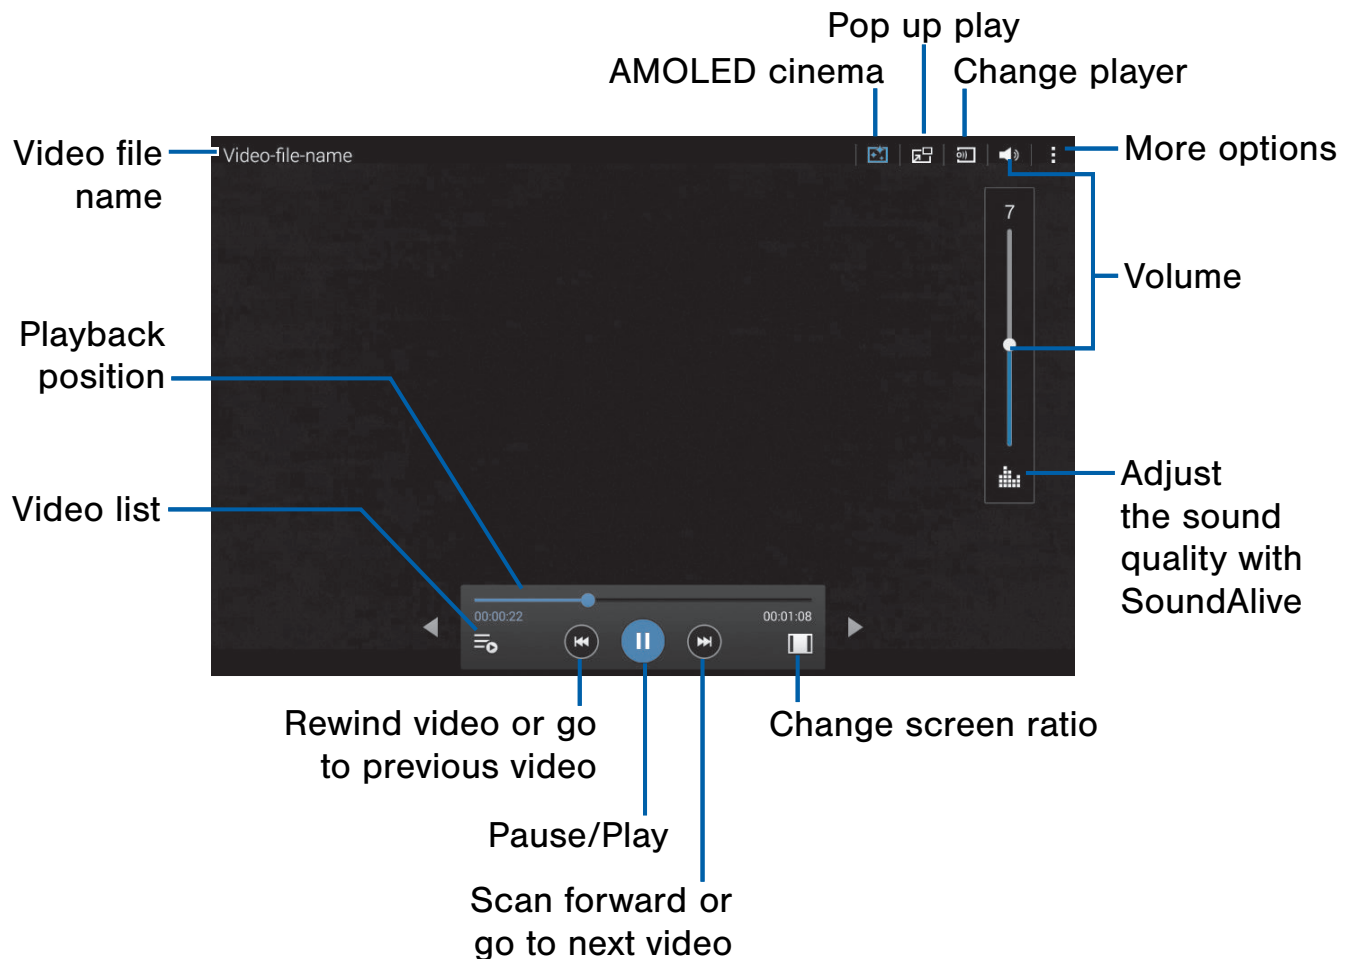 Pop up play
AMOLED cinema
Change player
Video file
name
Video-file-name
More options
7
Volume
Playback
position
Video list
Adjust
the sound
quality with
SoundAlive
00:00:22
00:01:08
Rewind video or go
to previous video
Change screen ratio
Pause/Play
Scan forward or
go to next video